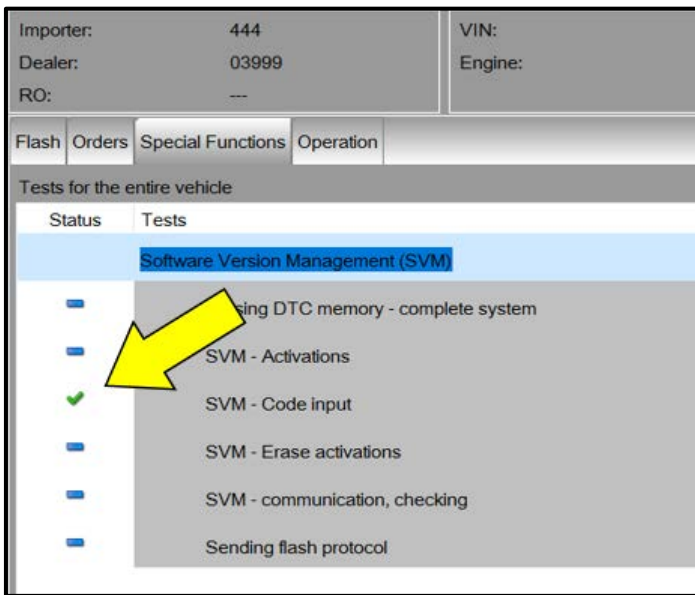 Importer: 444 VIN:
Dealer: 03999 Engine:
RO: ---
Flash Orders Special Functions Operation
Tests for the entire vehicle
Status Tests
Software Version Management (SVM)
DTC memory - complete system
SVM - Activations
SVM - Code input
SVM - Erase activations
SVM - communication, checking
Sending flash protocol